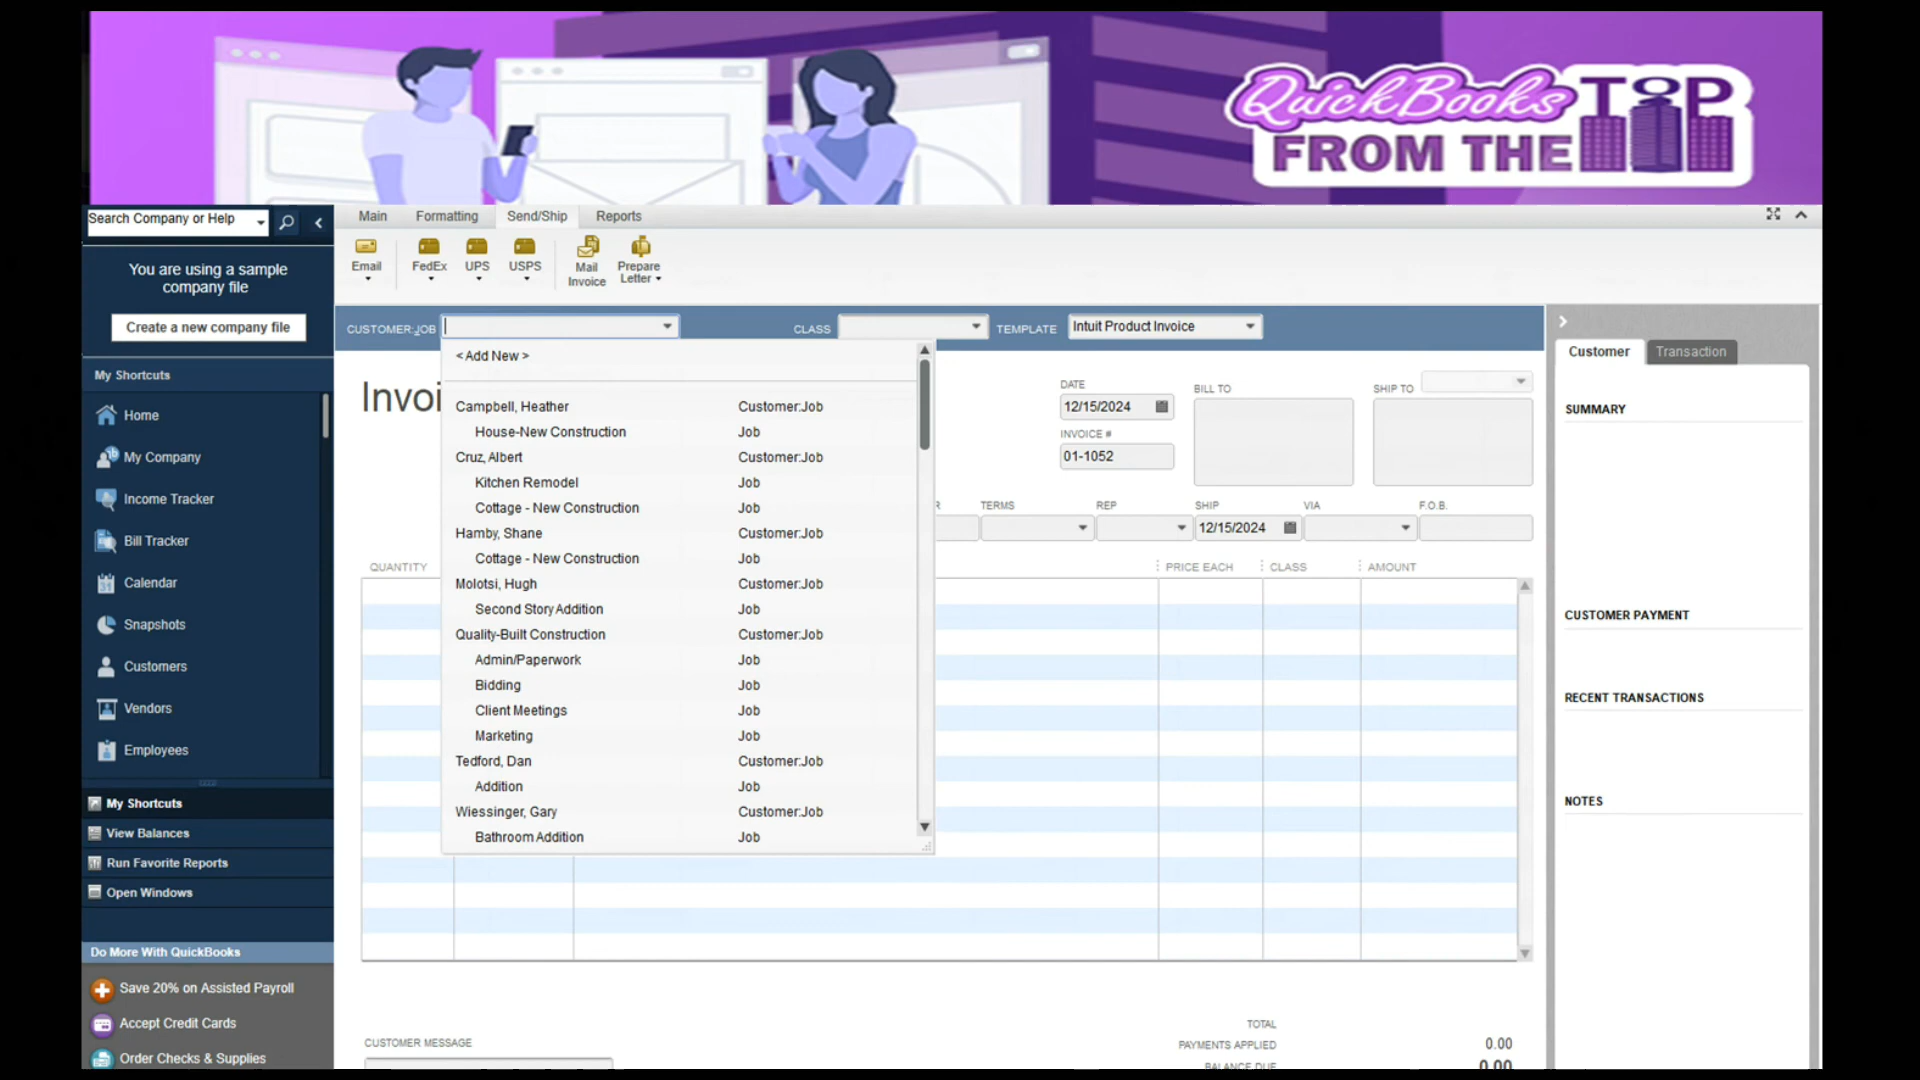 QuickBooks TOP
FROM THE
Search Company or Help
You are using a sample
company file
Create a new company file
My Shortcuts
Home
My Company
Income Tracker
Bill Tracker
Calendar
Snapshots
Customers
Vendors
Employees
My Shortcuts
View Balances
Run Favorite Reports
Open Windows
Do More With QuickBooks
Save 20% on Assisted Payroll
Accept Credit Cards
Order Checks & Supplies
Main Formatting Send/Ship Reports
Email FedEx UPS USPS Mail Invoice Prepare Letter
CUSTOMER:JOB CLASS TEMPLATE Intuit Product Invoice
< Add New >
Campbell, Heather Customer:Job
House-New Construction Job
Cruz, Albert Customer:Job
Kitchen Remodel Job
Cottage - New Construction Job
Hamby, Shane Customer:Job
Cottage - New Construction Job
Molotsi, Hugh Customer:Job
Second Story Addition Job
Quality-Built Construction Customer:Job
Admin/Paperwork Job
Bidding Job
Client Meetings Job
Marketing Job
Tedford, Dan Customer:Job
Addition Job
Wiessinger, Gary Customer:Job
Bathroom Addition Job
Invoi
DATE BILL TO SHIP TO
12/15/2024
INVOICE #
01-1052
R TERMS REP SHIP VIA F.O.B.
12/15/2024
QUANTITY PRICE EACH CLASS AMOUNT
TOTAL
CUSTOMER MESSAGE PAYMENTS APPLIED 0.00
BALANCE DUE 0.00
Customer Transaction
SUMMARY
CUSTOMER PAYMENT
RECENT TRANSACTIONS
NOTES